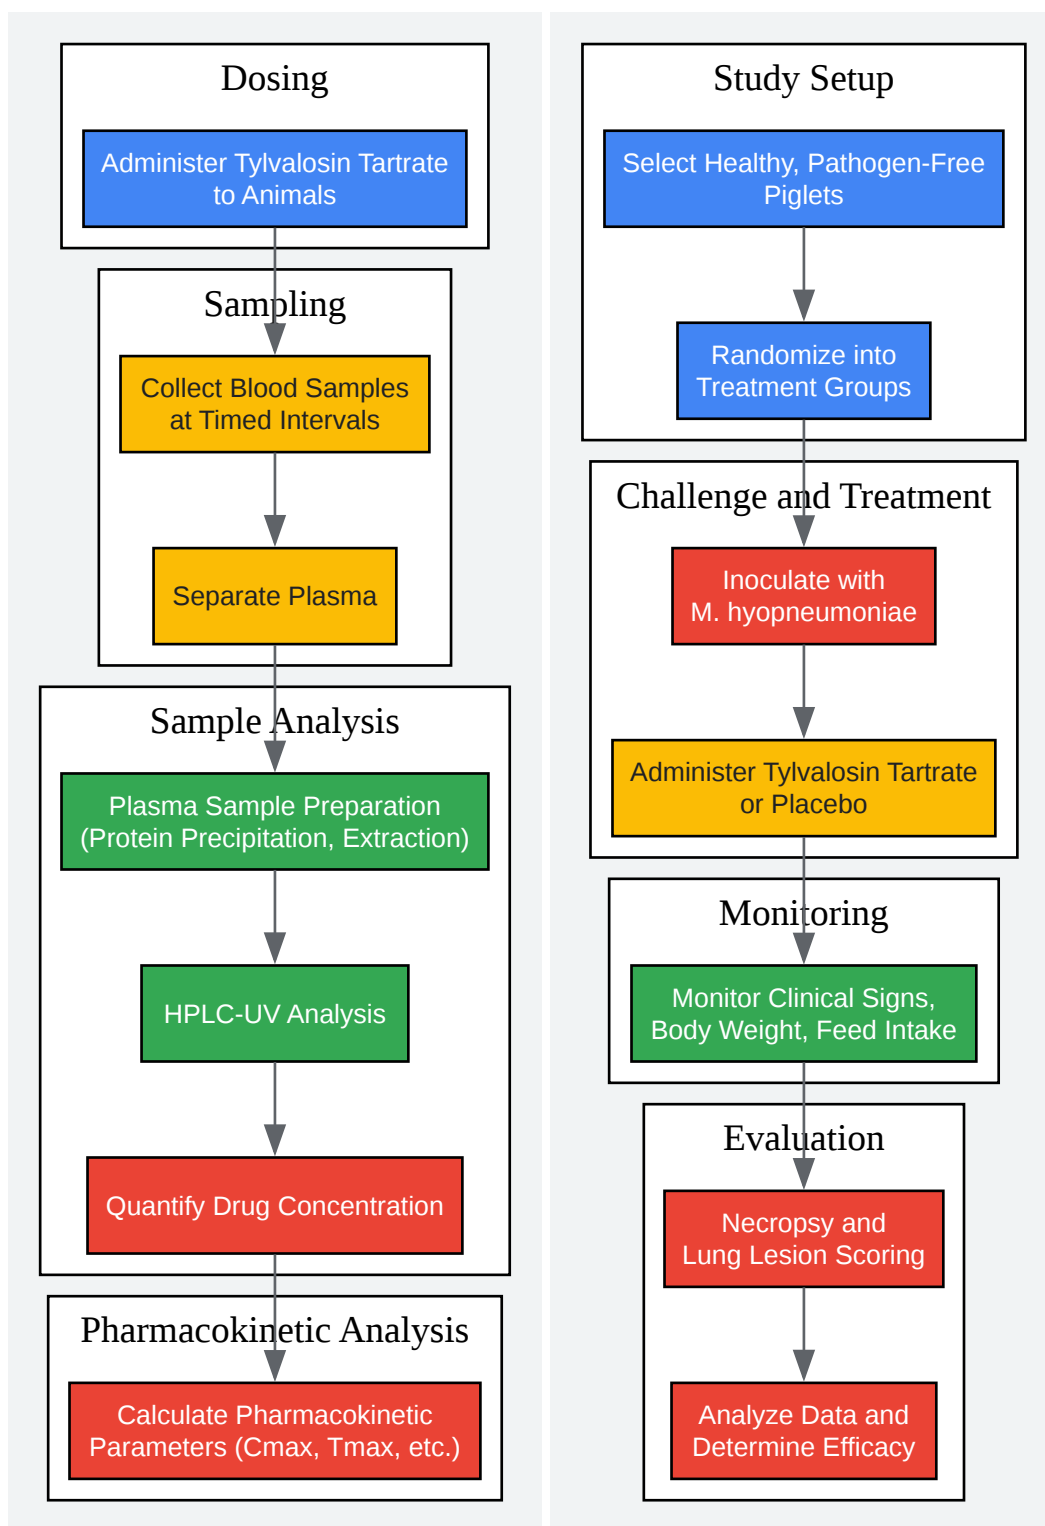 Dosing
Administer Tylvalosin Tartrate
to Animals
Sampling
Collect Blood Samples
at Timed Intervals
Separate Plasma
Sample Analysis
Plasma Sample Preparation
(Protein Precipitation, Extraction)
HPLC-UV Analysis
Quantify Drug Concentration
Pharmacokinetic Analysis
Calculate Pharmacokinetic
Parameters (Cmax, Tmax, etc.)
Study Setup
Select Healthy, Pathogen-Free
Piglets
Randomize into
Treatment Groups
Challenge and Treatment
Inoculate with
M. hyopneumoniae
Administer Tylvalosin Tartrate
or Placebo
Monitoring
Monitor Clinical Signs,
Body Weight, Feed Intake
Evaluation
Necropsy and
Lung Lesion Scoring
Analyze Data and
Determine Efficacy